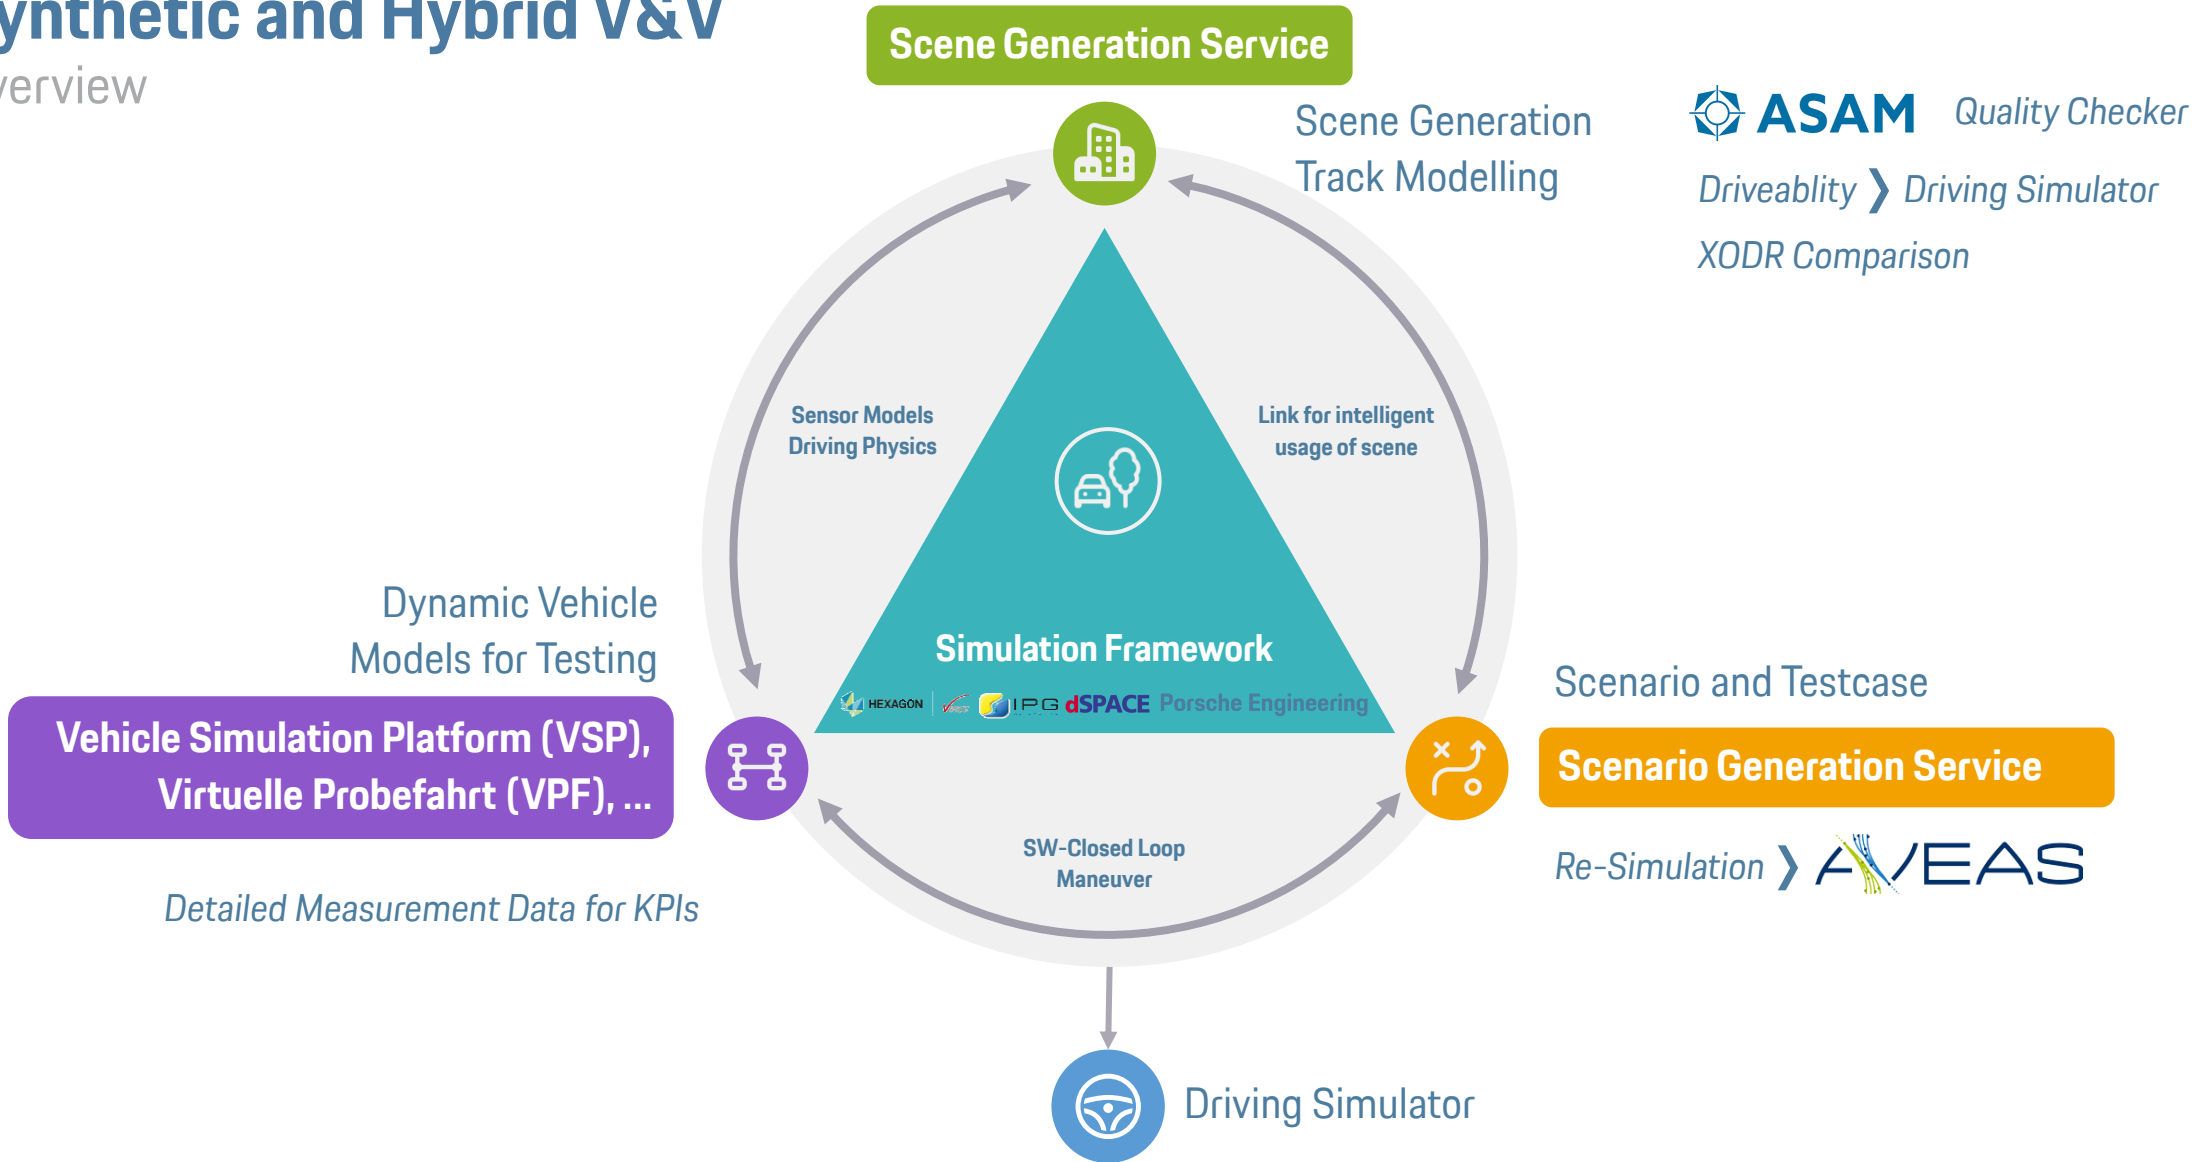 ynthetic and Hybrid V&V
verview
Scene Generation Service
Scene Generation
Track Modelling
ASAM Quality Checker
Driveablity ❯ Driving Simulator
XODR Comparison
Sensor Models
Driving Physics
Link for intelligent
usage of scene
Dynamic Vehicle
Models for Testing
Vehicle Simulation Platform (VSP),
Virtuelle Probefahrt (VPF), ...
Detailed Measurement Data for KPIs
Simulation Framework
HEXAGON IPG dSPACE Porsche Engineering
Scenario and Testcase
Scenario Generation Service
Re-Simulation ❯ AVEAS
SW-Closed Loop
Maneuver
Driving Simulator